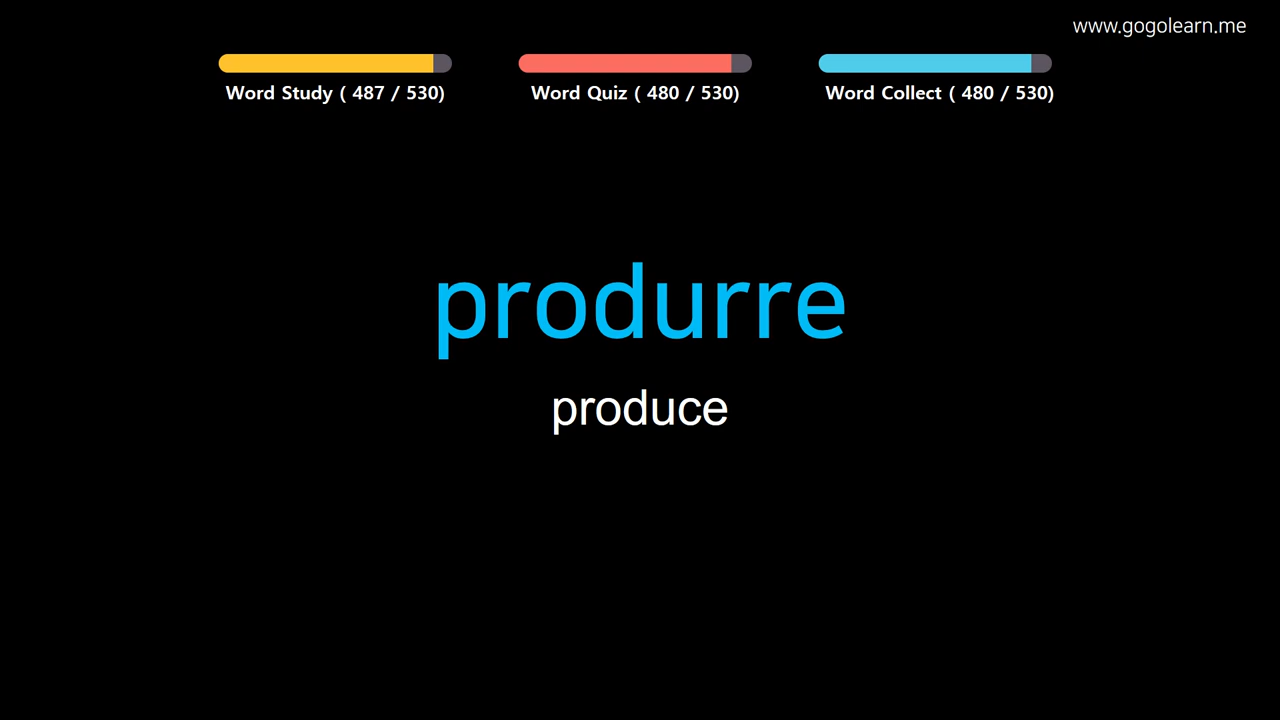 www.gogolearn.me
Word Study ( 487 / 530)
Word Quiz ( 480 / 530)
Word Collect ( 480 / 530)
produrre
produce